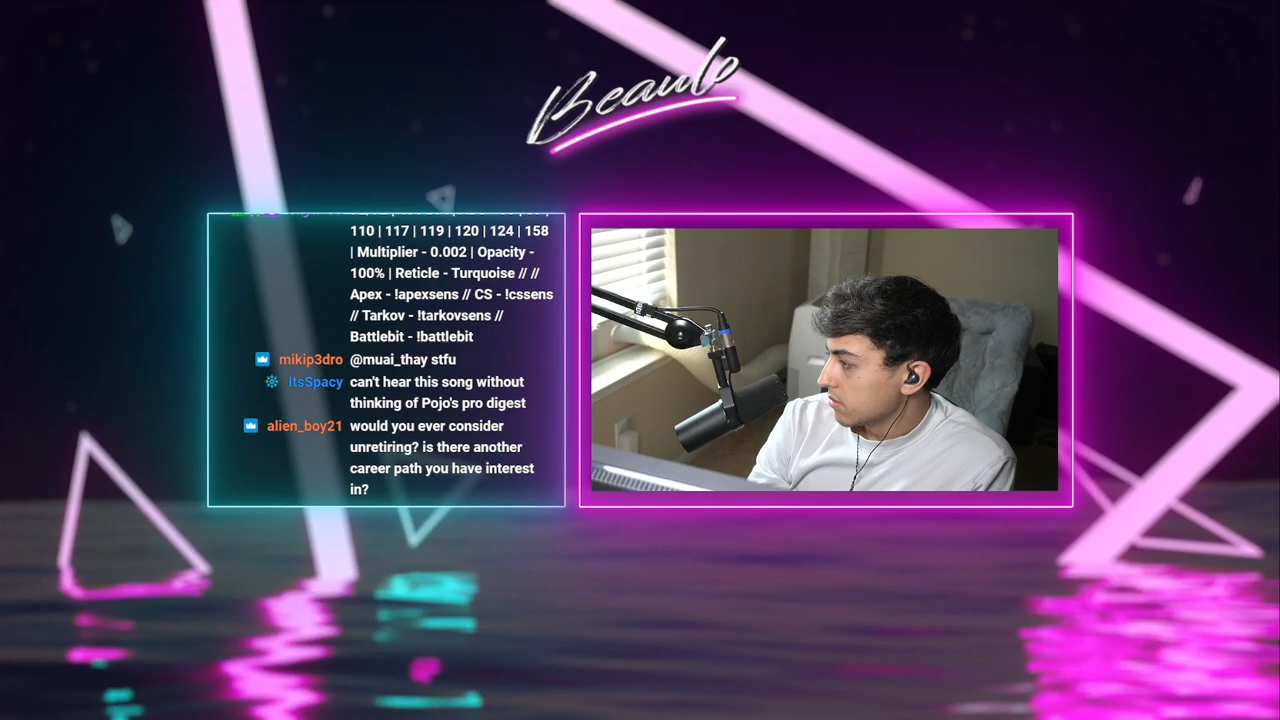 Beaulo
110 | 117 | 119 | 120 | 124 | 158
| Multiplier - 0.002 | Opacity -
100% | Reticle - Turquoise // //
Apex - !apexsens // CS - !cssens
// Tarkov - !tarkovsens //
Battlebit - !battlebit
mikip3dro @muai_thay stfu
ItsSpacy can't hear this song without
thinking of Pojo's pro digest
alien_boy21 would you ever consider
unretiring? is there another
career path you have interest
in?